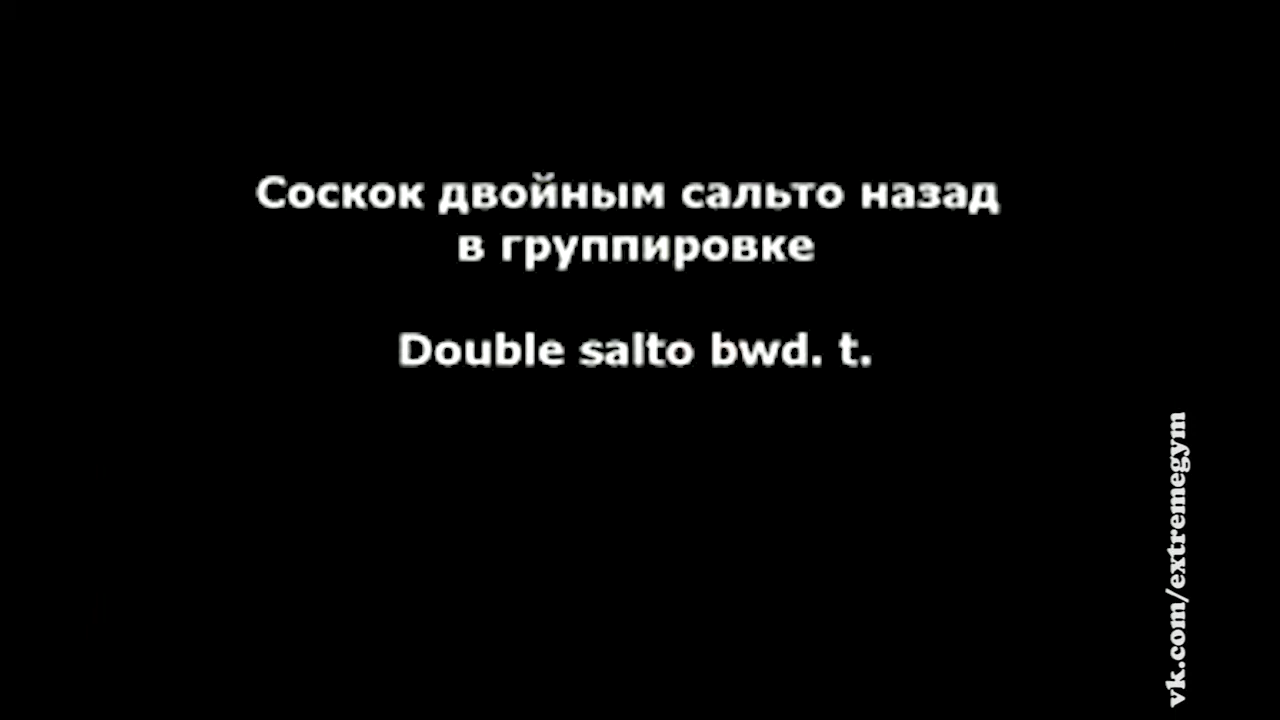 Соскок двойным сальто назад
в группировке
Double salto bwd. t.
vk.com/extremegym